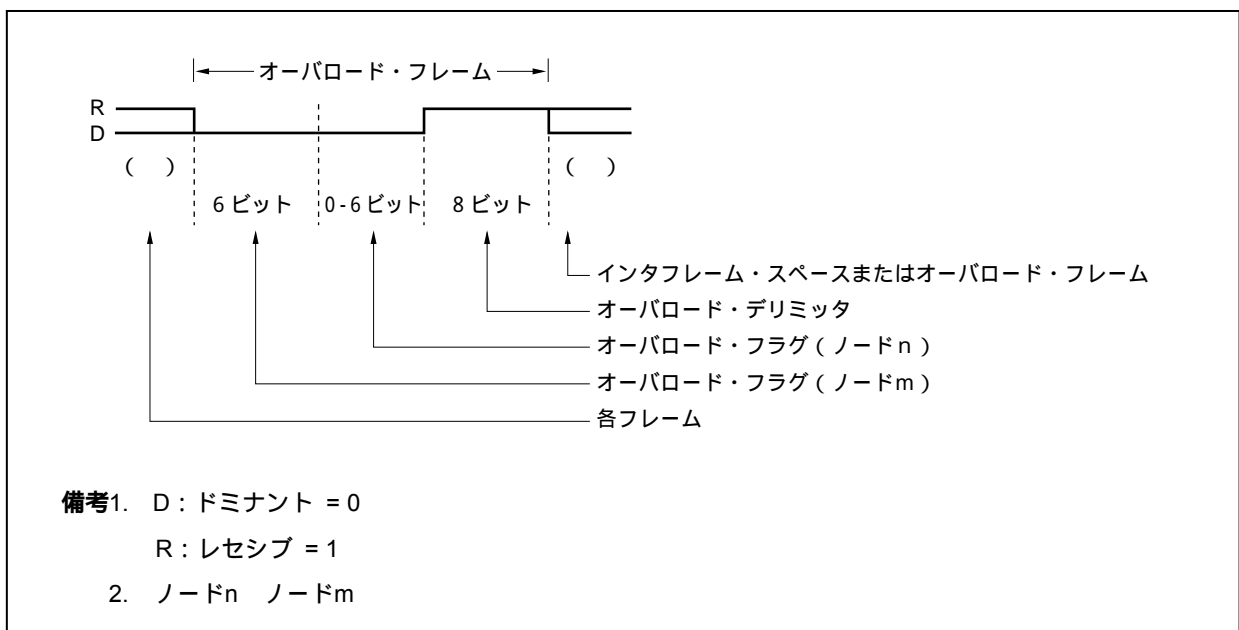 オーバロード・フレーム
R
D
(　)
(　)
6 ビット
0 - 6 ビット
8 ビット
インタフレーム・スペースまたはオーバロード・フレーム
オーバロード・デリミッタ
オーバロード・フラグ(ノードn)
オーバロード・フラグ(ノードm)
各フレーム
備考1. D:ドミナント = 0
R:レセシブ = 1
2. ノードn　ノードm